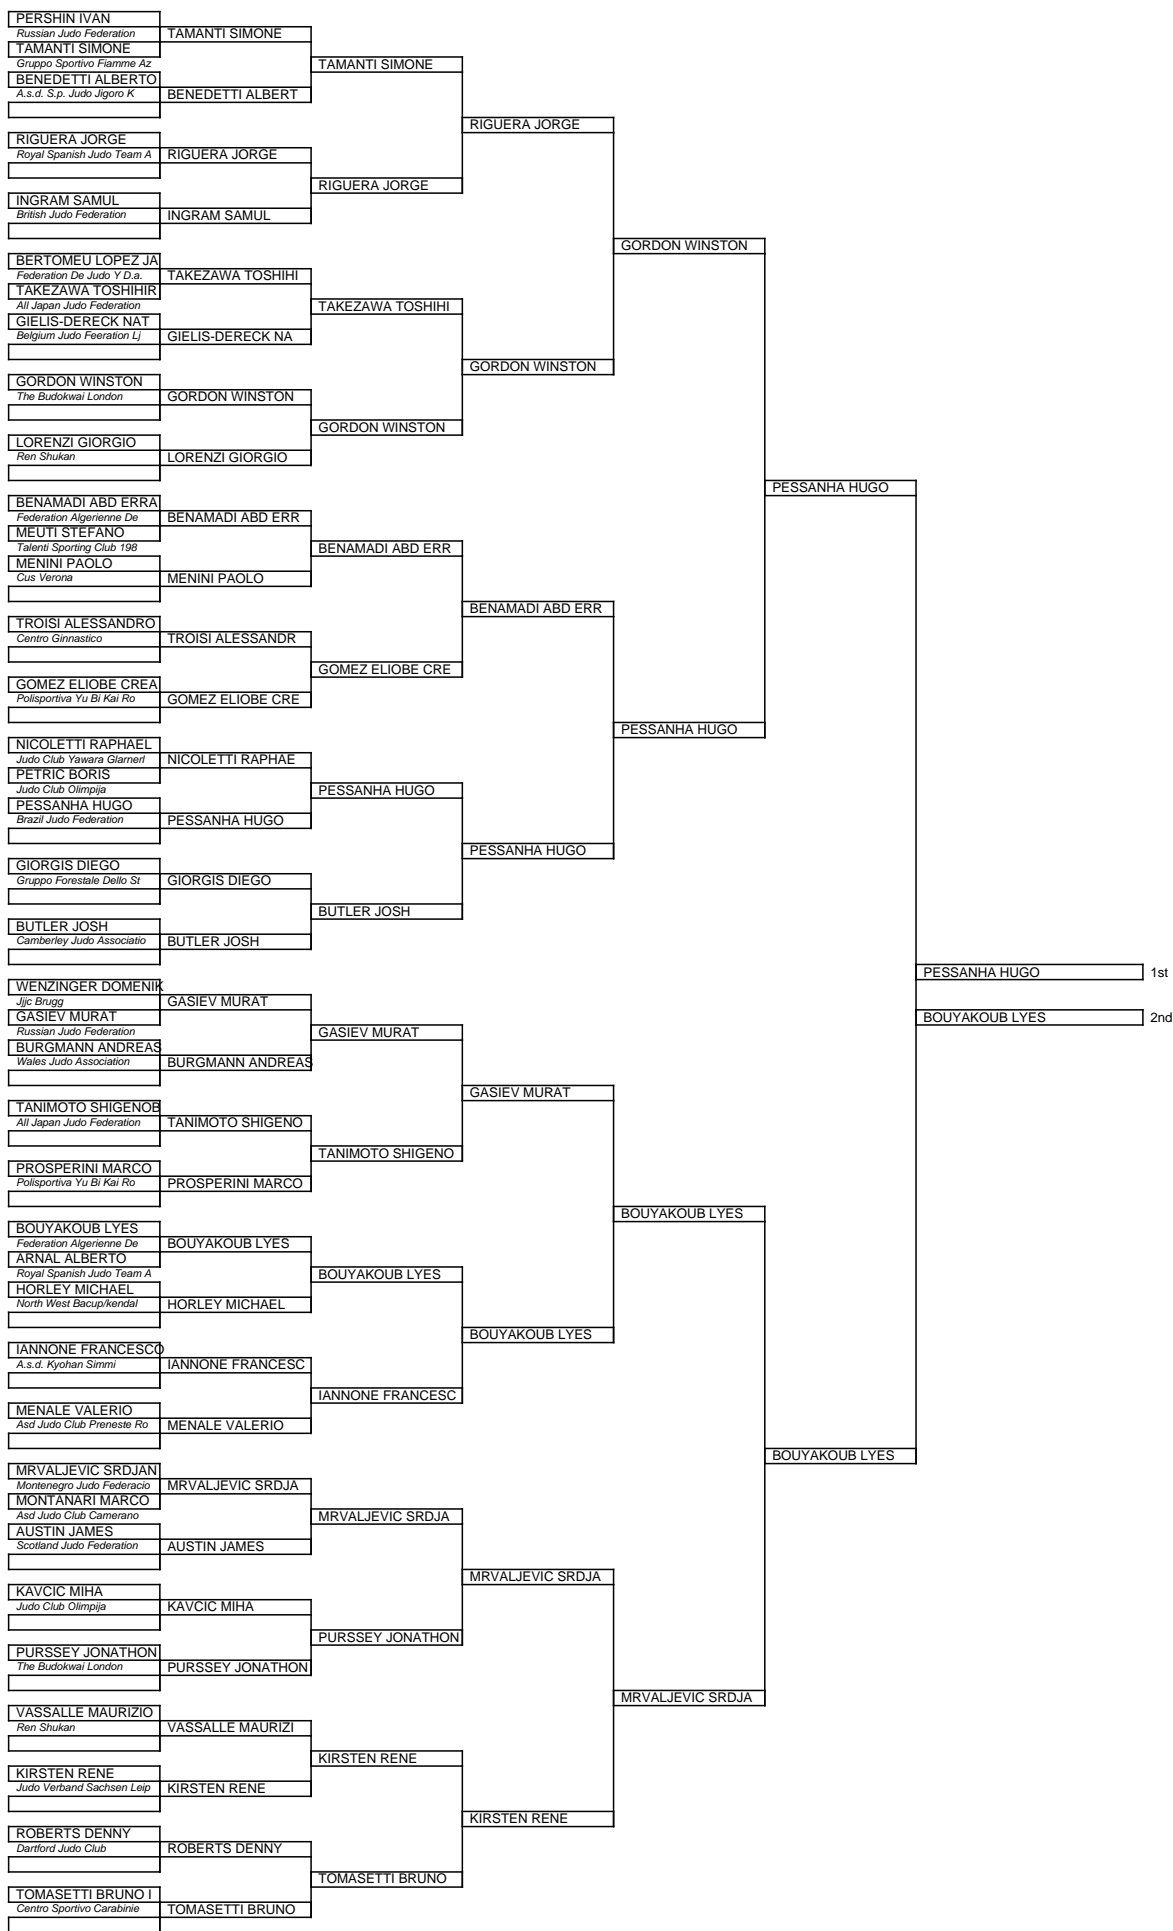 PERSHIN IVAN
Russian Judo Federation
TAMANTI SIMONE
TAMANTI SIMONE
Gruppo Sportivo Fiamme Az
TAMANTI SIMONE
BENEDETTI ALBERTO
A.s.d. S.p. Judo Jigoro K
BENEDETTI ALBERT
RIGUERA JORGE
RIGUERA JORGE
Royal Spanish Judo Team A
RIGUERA JORGE
RIGUERA JORGE
INGRAM SAMUL
British Judo Federation
INGRAM SAMUL
GORDON WINSTON
BERTOMEU LOPEZ JA
Federation De Judo Y D.a.
TAKEZAWA TOSHIHI
TAKEZAWA TOSHIHIR
All Japan Judo Federation
TAKEZAWA TOSHIHI
GIELIS-DERECK NAT
Belgium Judo Feeration Lj
GIELIS-DERECK NA
GORDON WINSTON
GORDON WINSTON
The Budokwai London
GORDON WINSTON
GORDON WINSTON
LORENZI GIORGIO
Ren Shukan
LORENZI GIORGIO
PESSANHA HUGO
BENAMADI ABD ERRA
Federation Algerienne De
BENAMADI ABD ERR
MEUTI STEFANO
Talenti Sporting Club 198
BENAMADI ABD ERR
MENINI PAOLO
Cus Verona
MENINI PAOLO
BENAMADI ABD ERR
TROISI ALESSANDRO
Centro Ginnastico
TROISI ALESSANDR
GOMEZ ELIOBE CRE
GOMEZ ELIOBE CREA
Polisportiva Yu Bi Kai Ro
GOMEZ ELIOBE CRE
PESSANHA HUGO
NICOLETTI RAPHAEL
Judo Club Yawara Glarnerl
NICOLETTI RAPHAE
PETRIC BORIS
Judo Club Olimpija
PESSANHA HUGO
PESSANHA HUGO
Brazil Judo Federation
PESSANHA HUGO
PESSANHA HUGO
GIORGIS DIEGO
Gruppo Forestale Dello St
GIORGIS DIEGO
BUTLER JOSH
BUTLER JOSH
Camberley Judo Associatio
BUTLER JOSH
PESSANHA HUGO 1st
WENZINGER DOMENIK
Jjjc Brugg
GASIEV MURAT
GASIEV MURAT
BOUYAKOUB LYES 2nd
Russian Judo Federation
GASIEV MURAT
BURGMANN ANDREAS
Wales Judo Association
BURGMANN ANDREAS
GASIEV MURAT
TANIMOTO SHIGENOB
All Japan Judo Federation
TANIMOTO SHIGENO
TANIMOTO SHIGENO
PROSPERINI MARCO
Polisportiva Yu Bi Kai Ro
PROSPERINI MARCO
BOUYAKOUB LYES
BOUYAKOUB LYES
Federation Algerienne De
BOUYAKOUB LYES
ARNAL ALBERTO
Royal Spanish Judo Team A
BOUYAKOUB LYES
HORLEY MICHAEL
North West Bacup/kendal
HORLEY MICHAEL
BOUYAKOUB LYES
IANNONE FRANCESCO
A.s.d. Kyohan Simmi
IANNONE FRANCESC
IANNONE FRANCESC
MENALE VALERIO
Asd Judo Club Preneste Ro
MENALE VALERIO
BOUYAKOUB LYES
MRVALJEVIC SRDJAN
Montenegro Judo Federacio
MRVALJEVIC SRDJA
MONTANARI MARCO
Asd Judo Club Camerano
MRVALJEVIC SRDJA
AUSTIN JAMES
Scotland Judo Federation
AUSTIN JAMES
MRVALJEVIC SRDJA
KAVCIC MIHA
Judo Club Olimpija
KAVCIC MIHA
PURSSEY JONATHON
PURSSEY JONATHON
The Budokwai London
PURSSEY JONATHON
MRVALJEVIC SRDJA
VASSALLE MAURIZIO
Ren Shukan
VASSALLE MAURIZI
KIRSTEN RENE
KIRSTEN RENE
Judo Verband Sachsen Leip
KIRSTEN RENE
KIRSTEN RENE
ROBERTS DENNY
Dartford Judo Club
ROBERTS DENNY
TOMASETTI BRUNO
TOMASETTI BRUNO I
Centro Sportivo Carabinie
TOMASETTI BRUNO